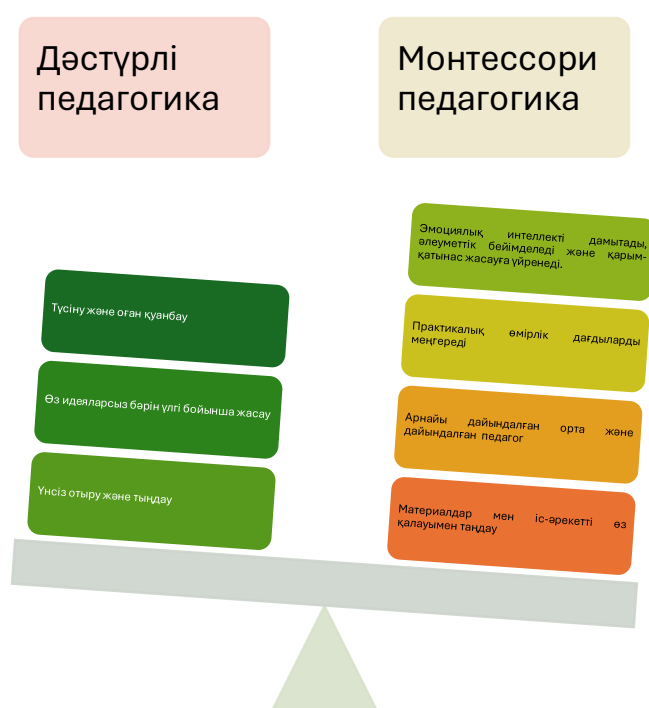 Дәстүрлі
педагогика
Монтессори
педагогика
Түсіну және оған қуанбау
Өз идеяларсыз бәрін үлгі бойынша жасау
Үнсіз отыру және тыңдау
Эмоциялық интеллекті дамытады,
әлеуметтік бейімделеді және қарым-
қатынас жасауға үйренеді.
Практикалық өмірлік дағдыларды
меңгереді
Арнайы дайындалған орта және
дайындалған педагог
Материалдар мен іс-әрекетті өз
қалауымен таңдау